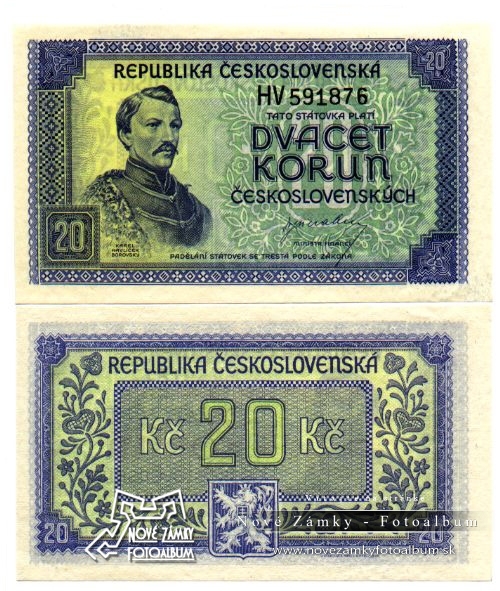 20
REPUBLIKA ČESKOSLOVENSKÁ
HV 591876
TATO STÁTOVKA PLATÍ
DVACET
KORUN
ČESKOSLOVENSKÝCH
MINISTR FINANCÍ
20
KAREL
HAVLÍČEK
BOROVSKÝ
PADĚLÁNÍ STÁTOVEK SE TRESTÁ PODLE ZÁKONA
20
REPUBLIKA ČESKOSLOVENSKÁ
Kč 20 Kč
20
20
Nové Zámky - Fotoalbum
www.novezamkyfotoalbum.sk
NOVÉ ZÁMKY
FOTOALBUM